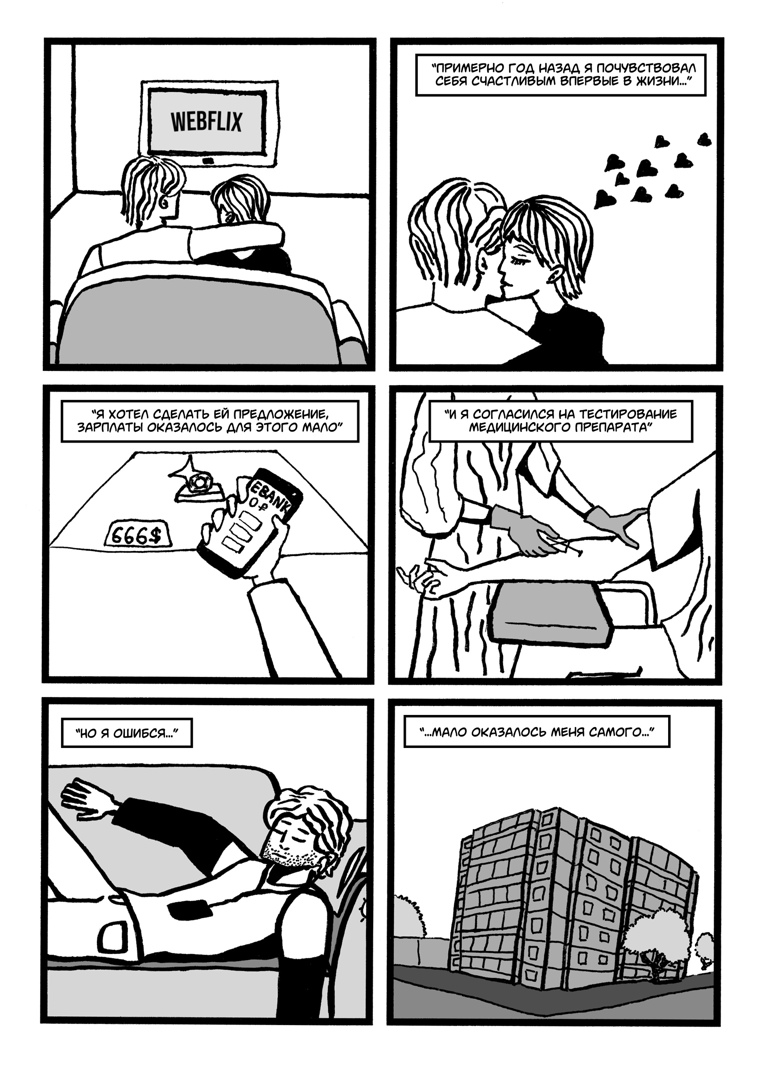 WEBFLIX
"ПРИМЕРНО ГОД НАЗАД Я ПОЧУВСТВОВАЛ
СЕБЯ СЧАСТЛИВЫМ ВПЕРВЫЕ В ЖИЗНИ..."
"Я ХОТЕЛ СДЕЛАТЬ ЕЙ ПРЕДЛОЖЕНИЕ,
ЗАРПЛАТЫ ОКАЗАЛОСЬ ДЛЯ ЭТОГО МАЛО"
EBANK
0 ₽
666$
"И Я СОГЛАСИЛСЯ НА ТЕСТИРОВАНИЕ
МЕДИЦИНСКОГО ПРЕПАРАТА"
"НО Я ОШИБСЯ..."
"...МАЛО ОКАЗАЛОСЬ МЕНЯ САМОГО..."